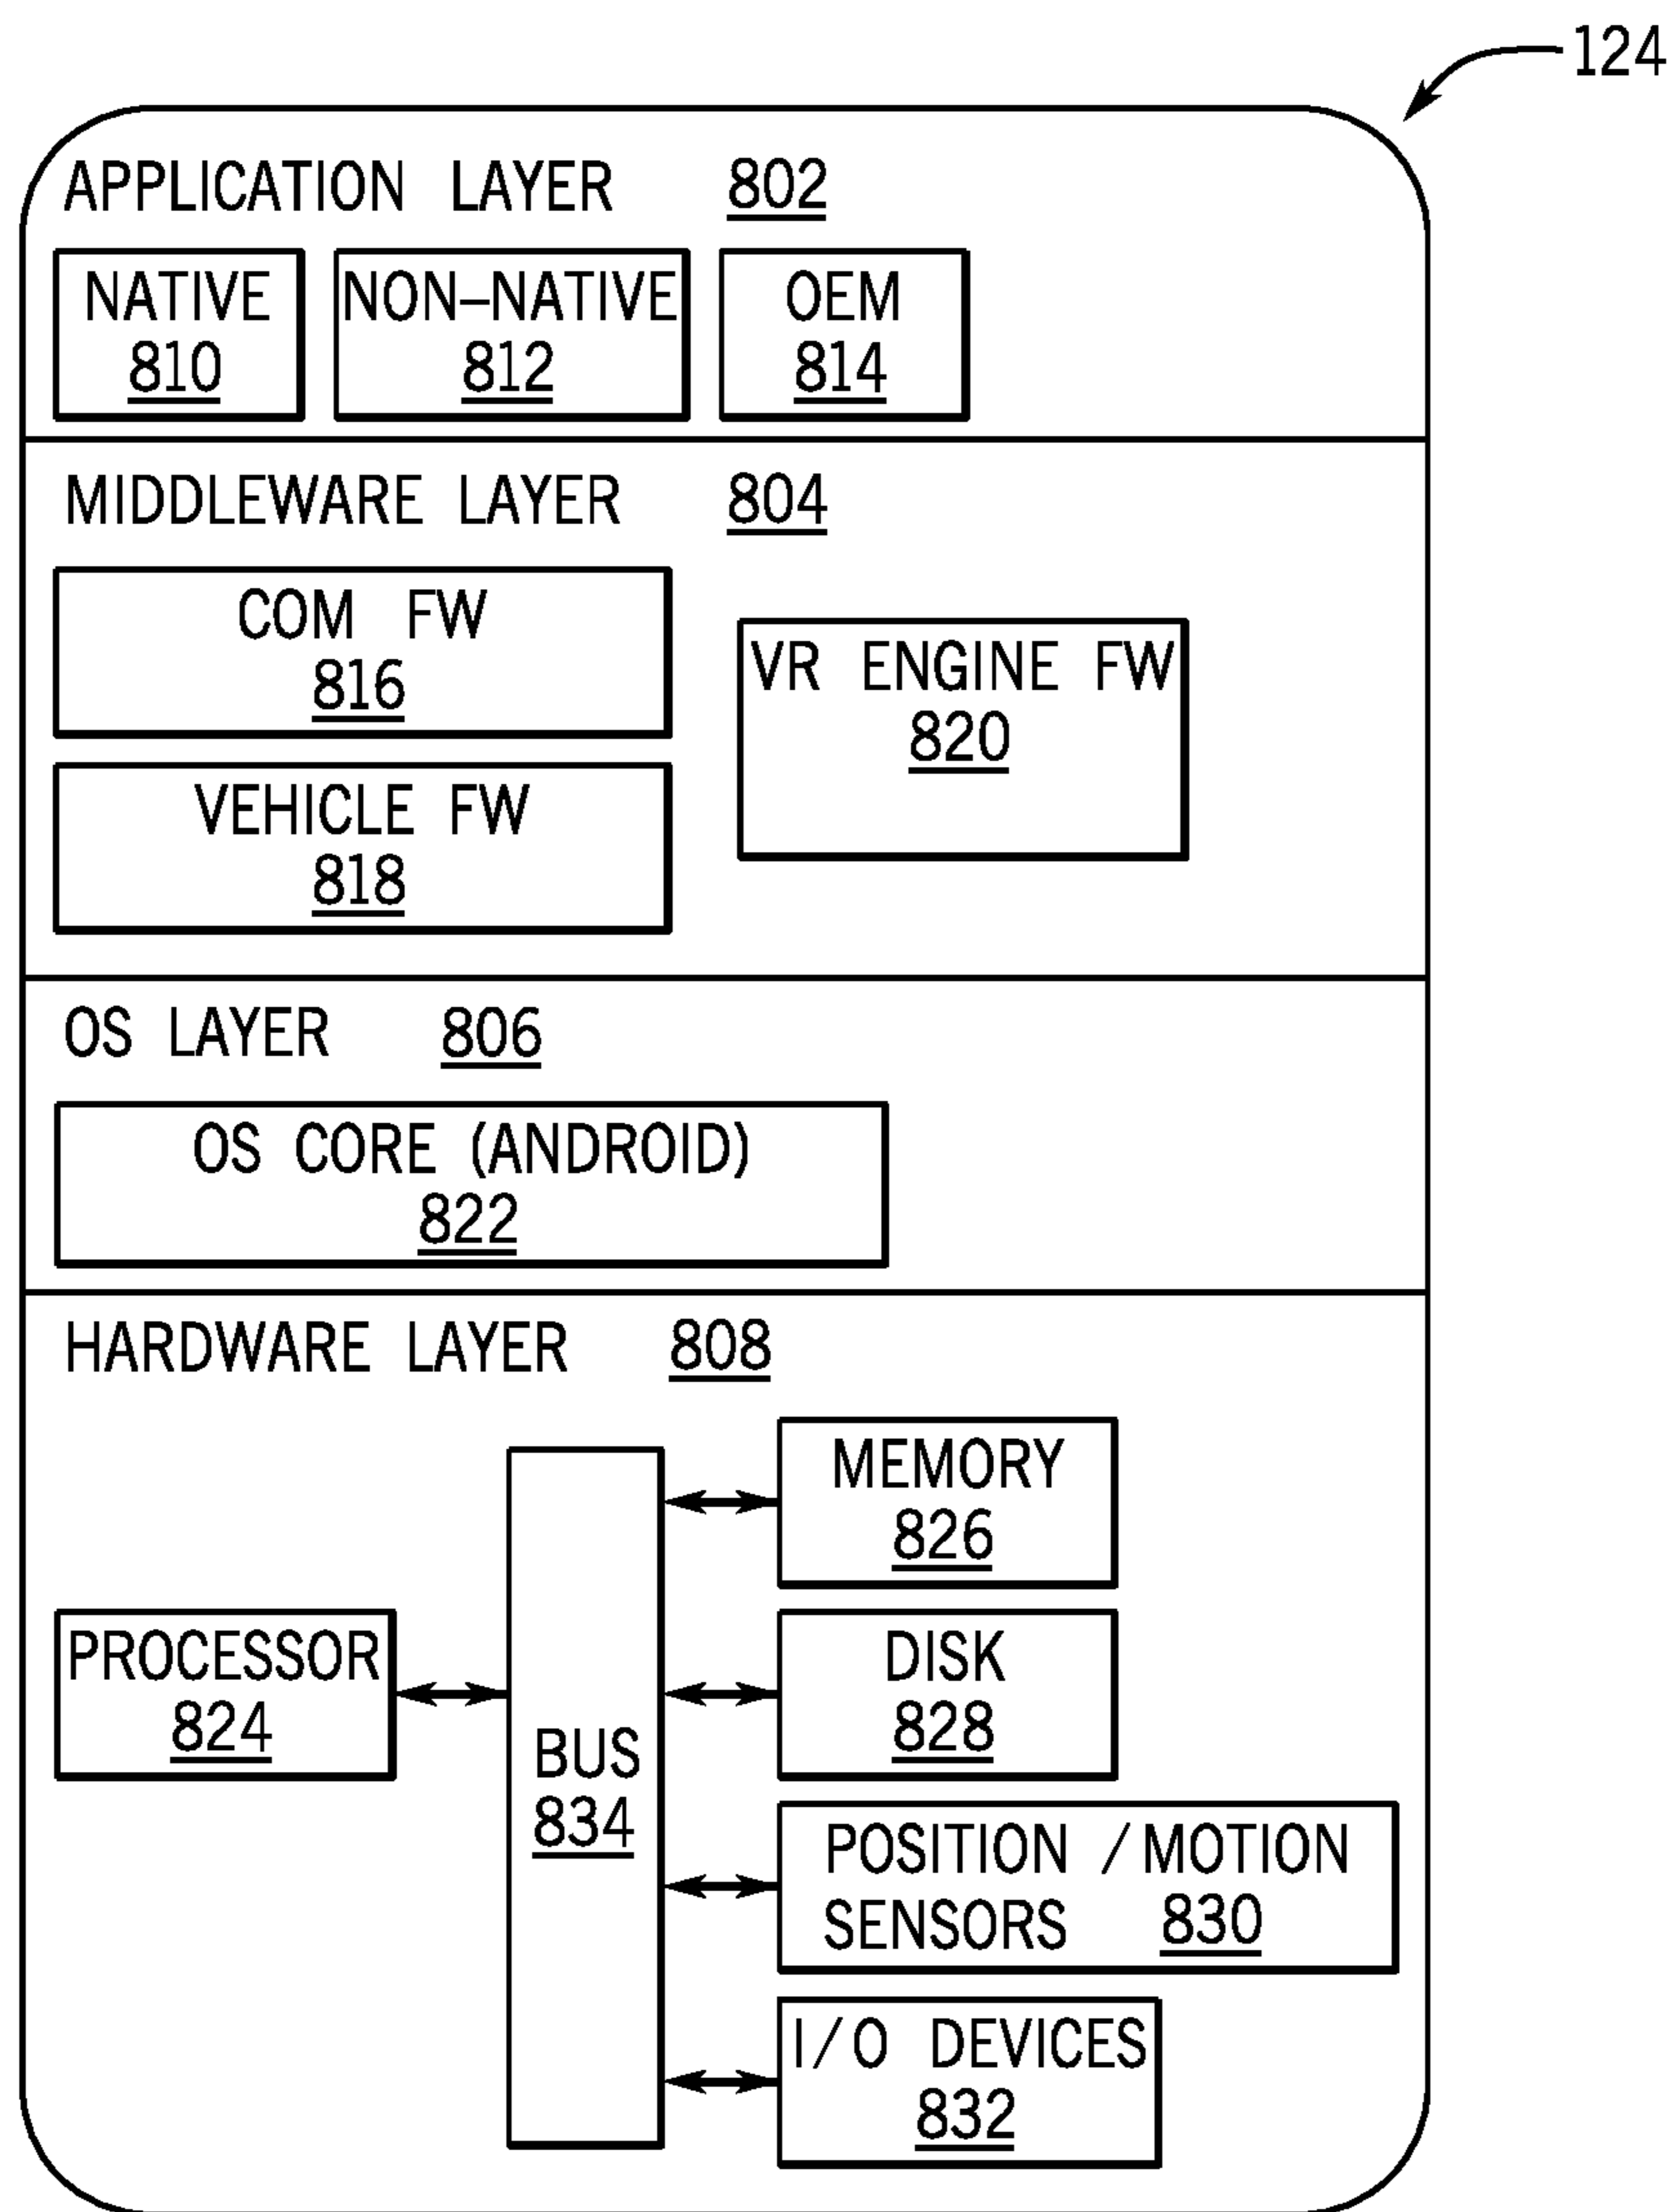 124
APPLICATION LAYER 802
NATIVE
810
NON-NATIVE
812
OEM
814
MIDDLEWARE LAYER 804
COM FW
816
VEHICLE FW
818
VR ENGINE FW
820
OS LAYER 806
OS CORE (ANDROID)
822
HARDWARE LAYER 808
PROCESSOR
824
BUS
834
MEMORY
826
DISK
828
POSITION / MOTION
SENSORS 830
I/O DEVICES
832